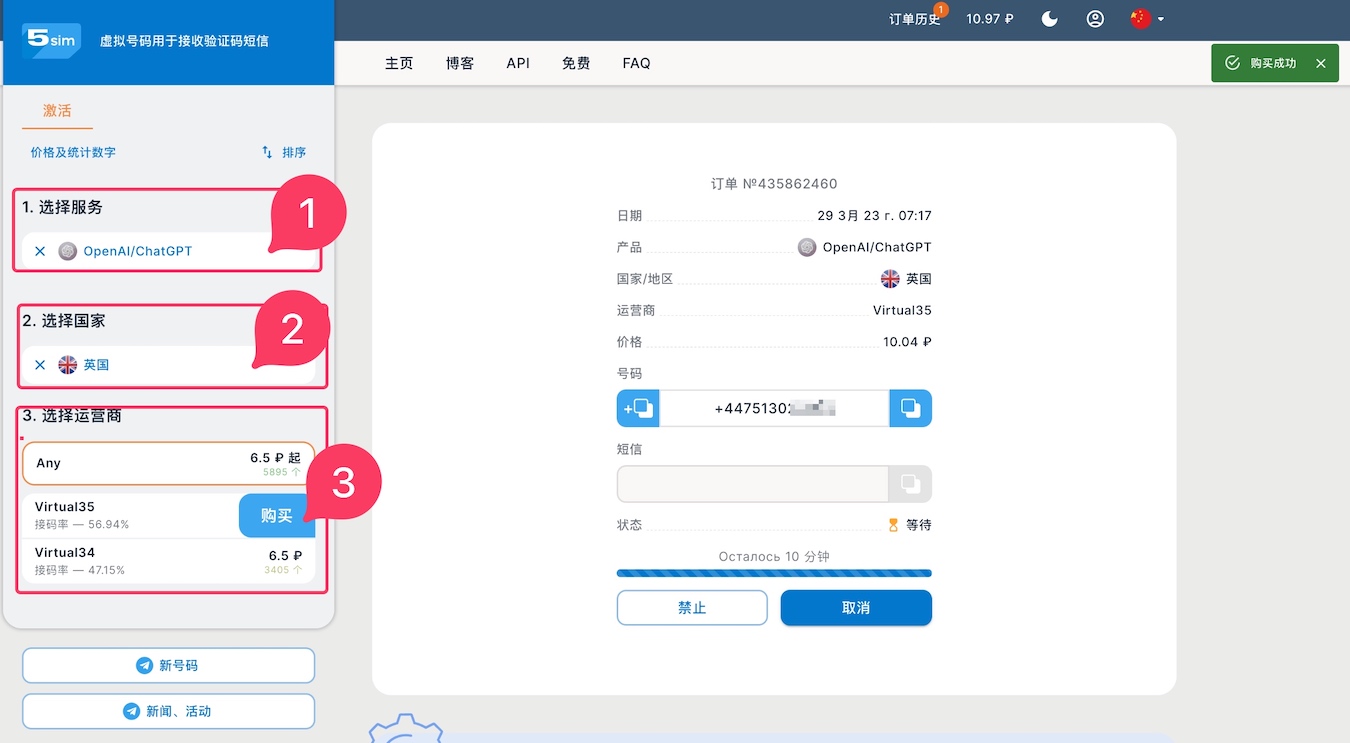 5sim
虚拟号码用于接收验证码短信
订单历史
1
10.97 ₽
主页
博客
API
免费
FAQ
购买成功
激活
价格及统计数字
排序
1. 选择服务
1
OpenAI/ChatGPT
2. 选择国家
2
英国
3. 选择运营商
Any
6.5 ₽ 起
5895 个
3
Virtual35
接码率 — 56.94%
购买
Virtual34
接码率 — 47.15%
6.5 ₽
3405 个
新号码
新闻、活动
订单 №435862460
日期 29 3月 23 г. 07:17
产品 OpenAI/ChatGPT
国家/地区 英国
运营商 Virtual35
价格 10.04 ₽
号码
+4475130
短信
状态 等待
Осталось 10 分钟
禁止
取消